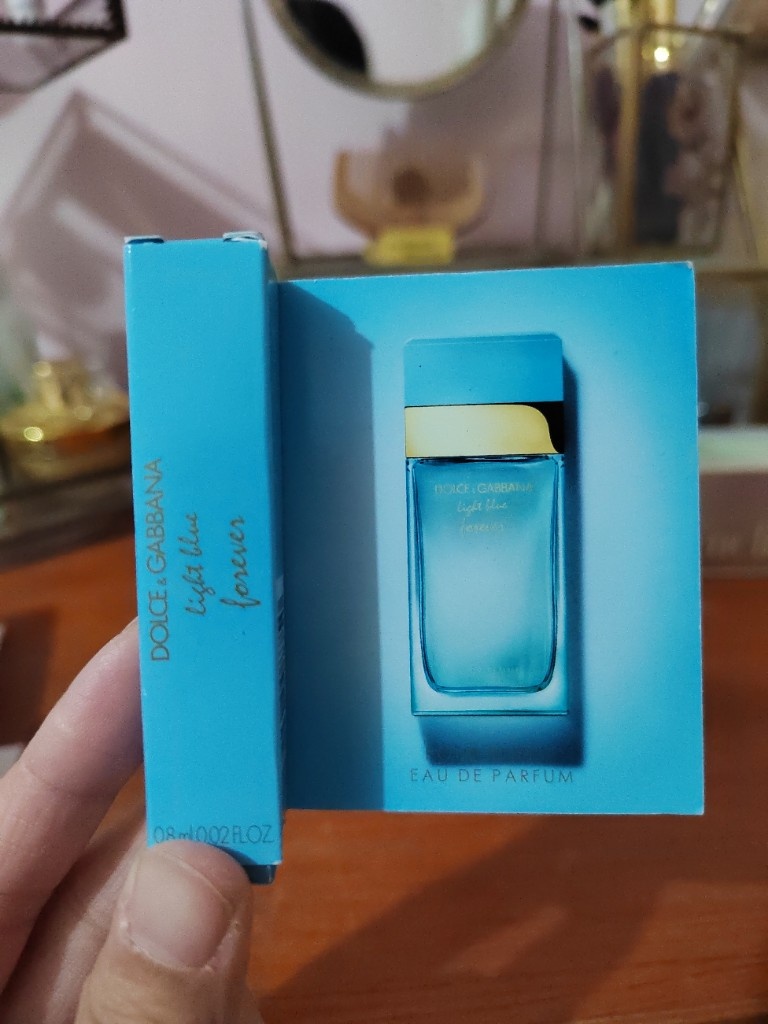 DOLCE & GABBANA
light blue
forever
0.8 ml 0.02 FL.OZ
DOLCE & GABBANA
light blue
forever
EAU DE PARFUM